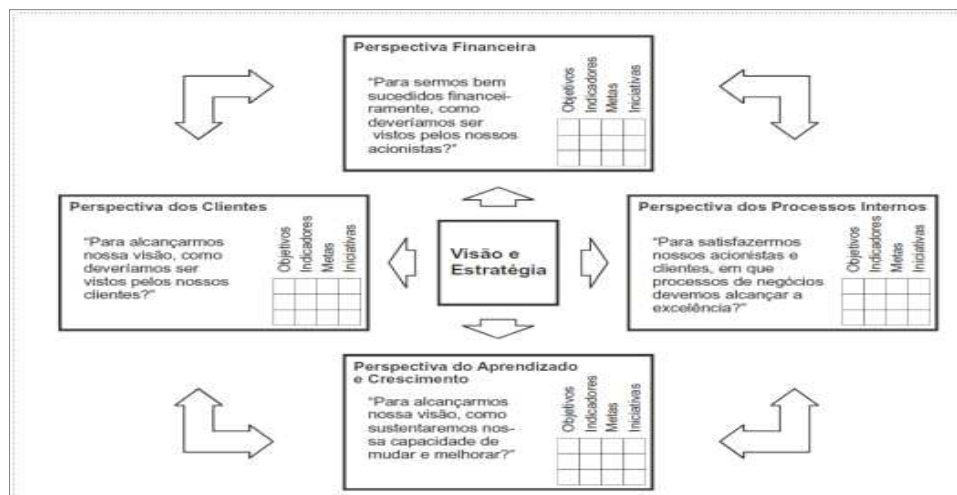 Perspectiva Financeira
“Para sermos bem
sucedidos financei-
ramente, como
deveríamos ser
vistos pelos nossos
acionistas?”
Objetivos
Indicadores
Metas
Iniciativas
Perspectiva dos Clientes
“Para alcançarmos
nossa visão, como
deveríamos ser
vistos pelos nossos
clientes?”
Objetivos
Indicadores
Metas
Iniciativas
Visão e
Estratégia
Perspectiva dos Processos Internos
“Para satisfazermos
nossos acionistas e
clientes, em que
processos de negócios
devemos alcançar a
excelência?”
Objetivos
Indicadores
Metas
Iniciativas
Perspectiva do Aprendizado
e Crescimento
“Para alcançarmos
nossa visão, como
sustentaremos nos-
sa capacidade de
mudar e melhorar?”
Objetivos
Indicadores
Metas
Iniciativas